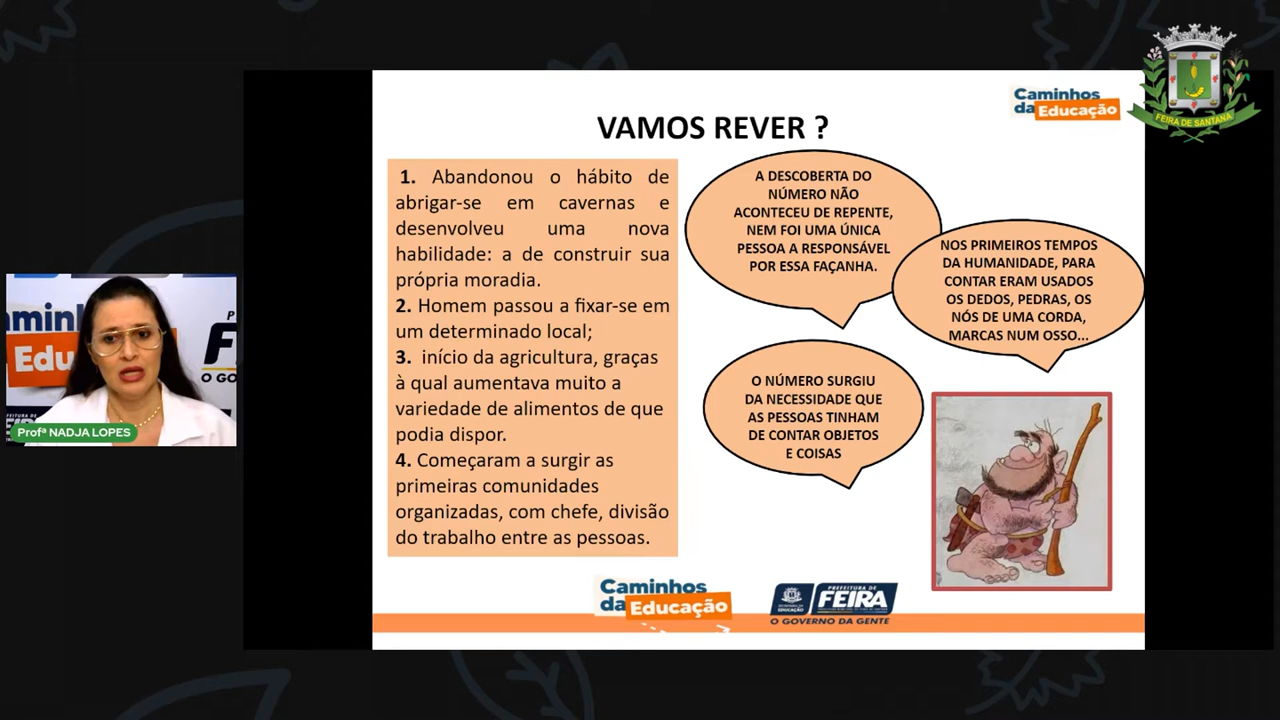 Caminhos
da Educação
FEIRA DE SANTANA
VAMOS REVER ?
1. Abandonou o hábito de
abrigar-se em cavernas e
desenvolveu uma nova
habilidade: a de construir sua
própria moradia.
2. Homem passou a fixar-se em
um determinado local;
3. início da agricultura, graças
à qual aumentava muito a
variedade de alimentos de que
podia dispor.
4. Começaram a surgir as
primeiras comunidades
organizadas, com chefe, divisão
do trabalho entre as pessoas.
A DESCOBERTA DO
NÚMERO NÃO
ACONTECEU DE REPENTE,
NEM FOI UMA ÚNICA
PESSOA A RESPONSÁVEL
POR ESSA FAÇANHA.
NOS PRIMEIROS TEMPOS
DA HUMANIDADE, PARA
CONTAR ERAM USADOS
OS DEDOS, PEDRAS, OS
NÓS DE UMA CORDA,
MARCAS NUM OSSO...
O NÚMERO SURGIU
DA NECESSIDADE QUE
AS PESSOAS TINHAM
DE CONTAR OBJETOS
E COISAS
aminh
Edu
P
F
O GOVE
Profª NADJA LOPES
Caminhos
da Educação
PREFEITURA DE
FEIRA
EDUCAÇÃO
O GOVERNO DA GENTE